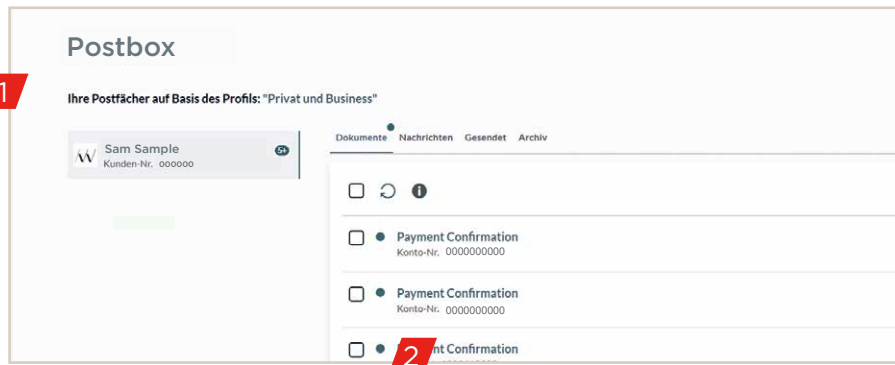 Postbox
1
Ihre Postfächer auf Basis des Profils: "Privat und Business"
Sam Sample
5+
Kunden-Nr. 000000
Dokumente Nachrichten Gesendet Archiv
Payment Confirmation
Konto-Nr. 0000000000
Payment Confirmation
Konto-Nr. 0000000000
2
nt Confirmation